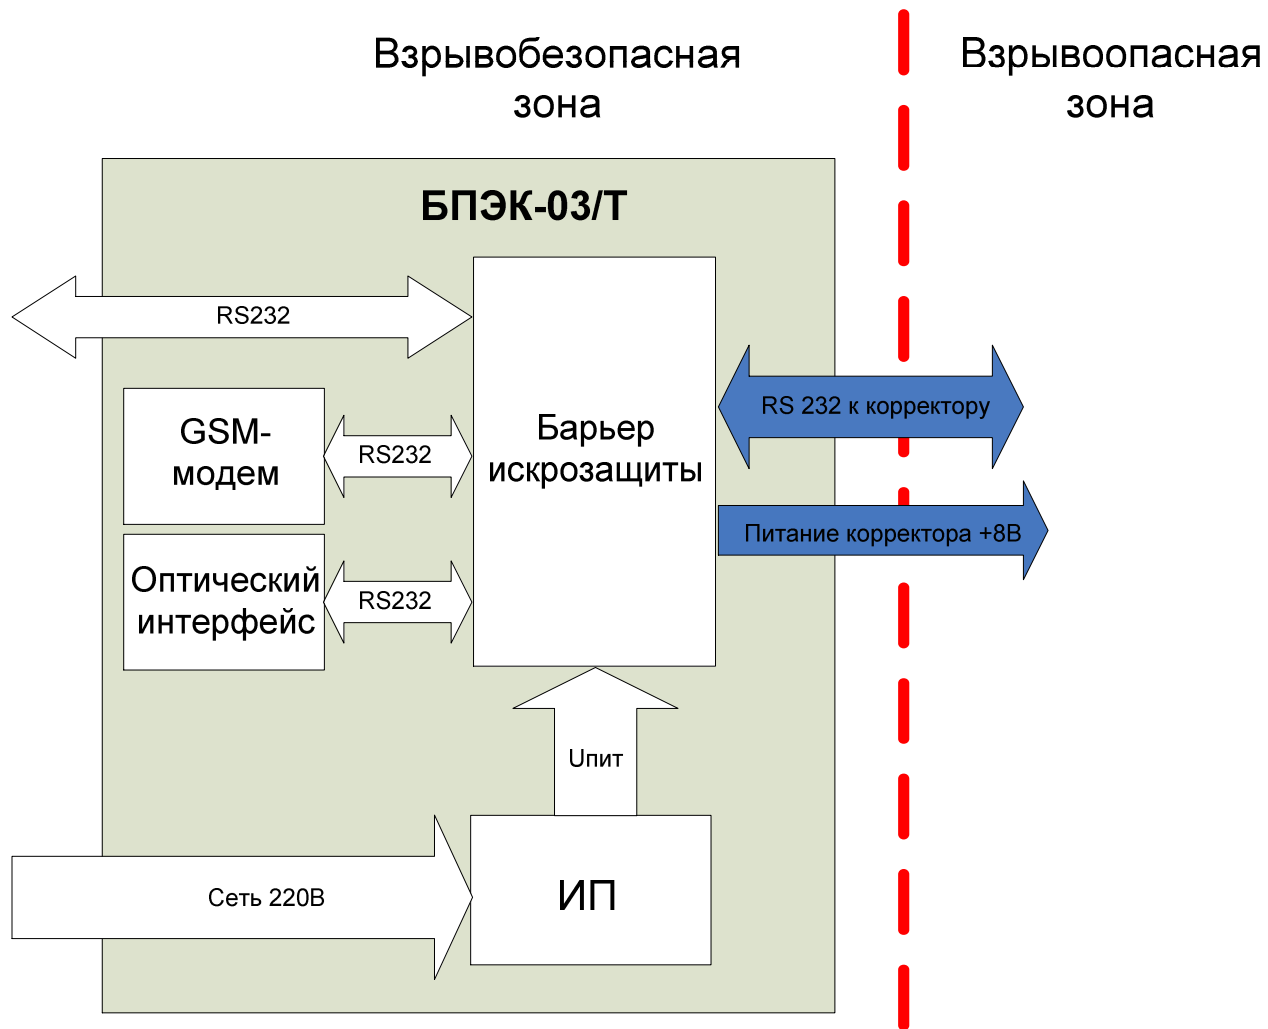 Взрывобезопасная
зона
Взрывоопасная
зона
БПЭК-03/Т
RS232
GSM-
модем
RS232
Барьер
искрозащиты
RS 232 к корректору
Питание корректора +8В
Оптический
интерфейс
RS232
Uпит
Сеть 220В
ИП